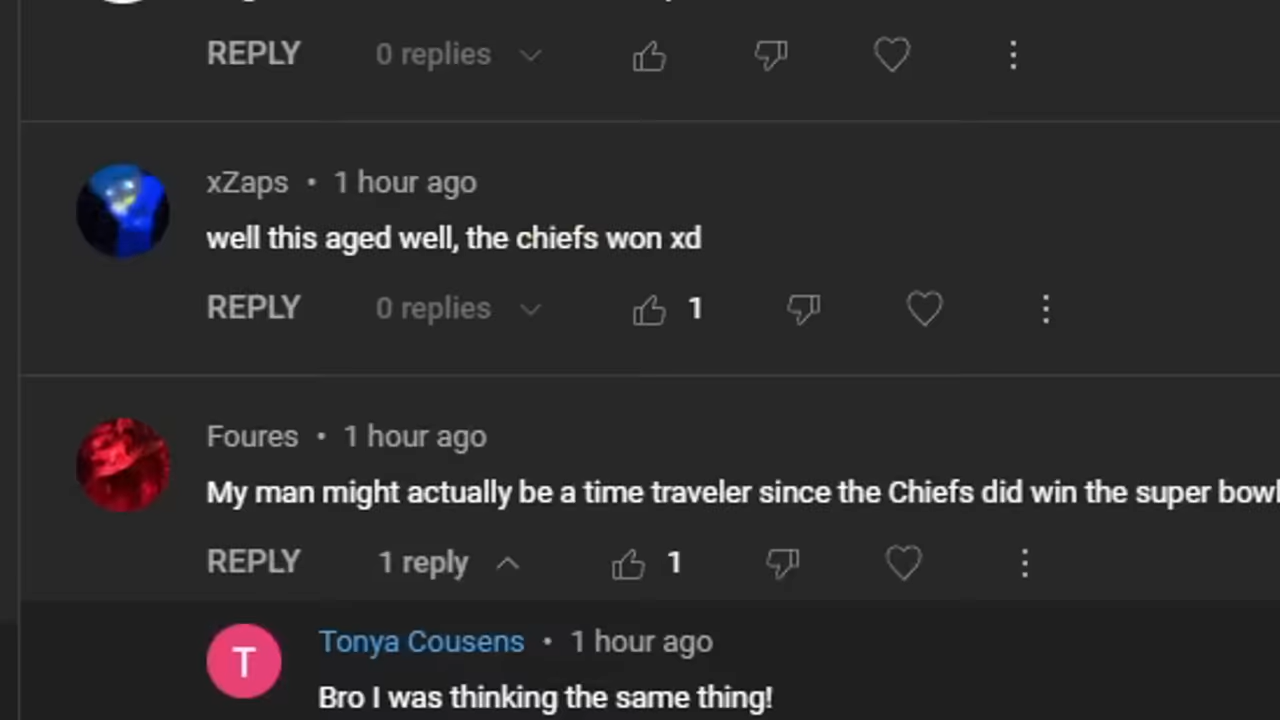 REPLY 0 replies
xZaps • 1 hour ago
well this aged well, the chiefs won xd
REPLY 0 replies 1
Foures • 1 hour ago
My man might actually be a time traveler since the Chiefs did win the super bowl
REPLY 1 reply 1
T
Tonya Cousens • 1 hour ago
Bro I was thinking the same thing!